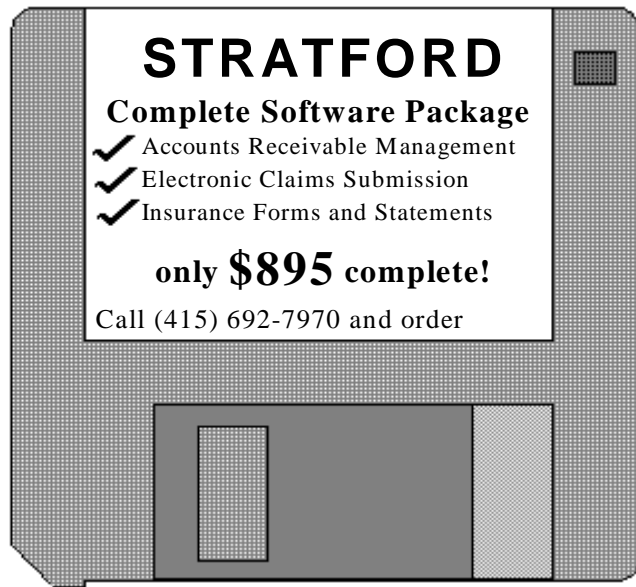 STRATFORD
Complete Software Package
Accounts Receivable Management
Electronic Claims Submission
Insurance Forms and Statements
only $895 complete!
Call (415) 692-7970 and order